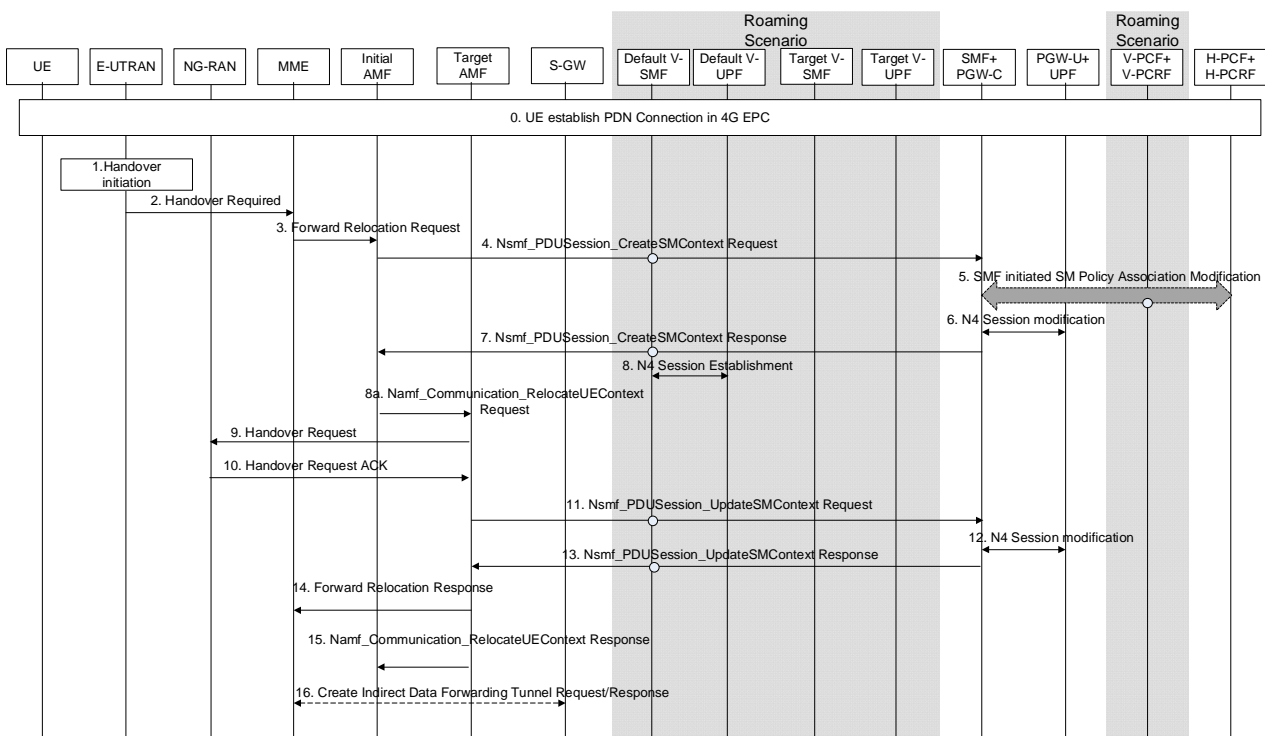 Roaming
Scenario
Roaming
Scenario
UE
E-UTRAN
NG-RAN
MME
Initial
AMF
Target
AMF
S-GW
Default V-
SMF
Default V-
UPF
Target V-
SMF
Target V-
UPF
SMF+
PGW-C
PGW-U+
UPF
V-PCF+
V-PCRF
H-PCF+
H-PCRF
0. UE establish PDN Connection in 4G EPC
1.Handover
initiation
2. Handover Required
3. Forward Relocation Request
4. Nsmf_PDUSession_CreateSMContext Request
5. SMF initiated SM Policy Association Modification
6. N4 Session modification
7. Nsmf_PDUSession_CreateSMContext Response
8. N4 Session Establishment
8a. Namf_Communication_RelocateUEContext
Request
9. Handover Request
10. Handover Request ACK
11. Nsmf_PDUSession_UpdateSMContext Request
12. N4 Session modification
13. Nsmf_PDUSession_UpdateSMContext Response
14. Forward Relocation Response
15. Namf_Communication_RelocateUEContext Response
16. Create Indirect Data Forwarding Tunnel Request/Response